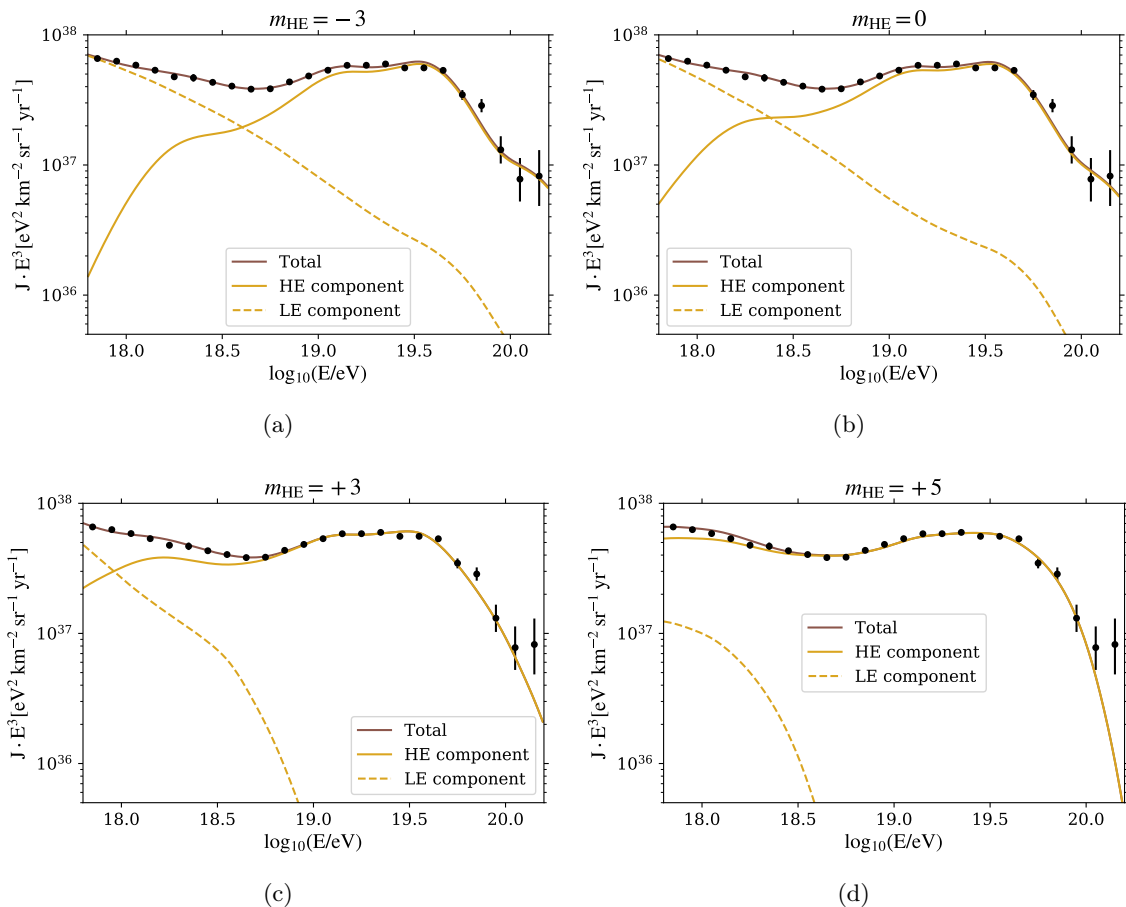 m_HE = − 3
10^38
10^37
10^36
J · E^3 [eV^2 km^−2 sr^−1 yr^−1]
Total
HE component
LE component
18.0 18.5 19.0 19.5 20.0
log_10(E/eV)
(a)
m_HE = 0
10^38
10^37
10^36
J · E^3 [eV^2 km^−2 sr^−1 yr^−1]
Total
HE component
LE component
18.0 18.5 19.0 19.5 20.0
log_10(E/eV)
(b)
m_HE = + 3
10^38
10^37
10^36
J · E^3 [eV^2 km^−2 sr^−1 yr^−1]
Total
HE component
LE component
18.0 18.5 19.0 19.5 20.0
log_10(E/eV)
(c)
m_HE = + 5
10^38
10^37
10^36
J · E^3 [eV^2 km^−2 sr^−1 yr^−1]
Total
HE component
LE component
18.0 18.5 19.0 19.5 20.0
log_10(E/eV)
(d)